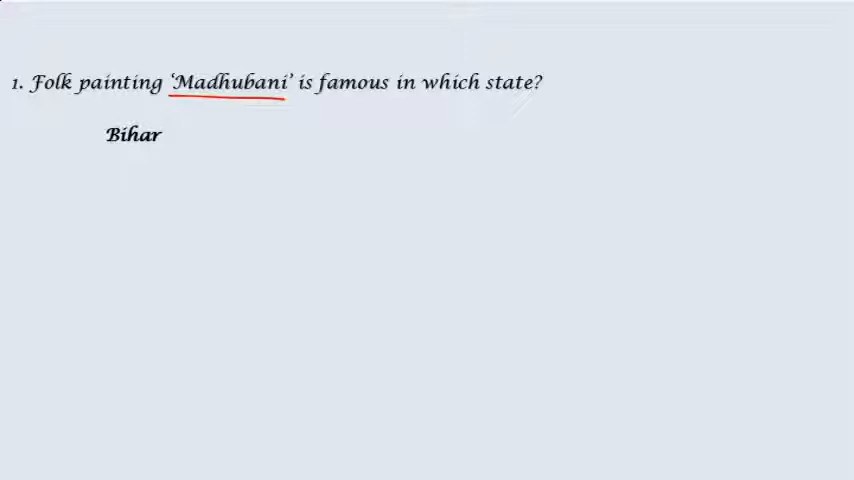 1. Folk painting ‘Madhubani’ is famous in which state?
Bihar